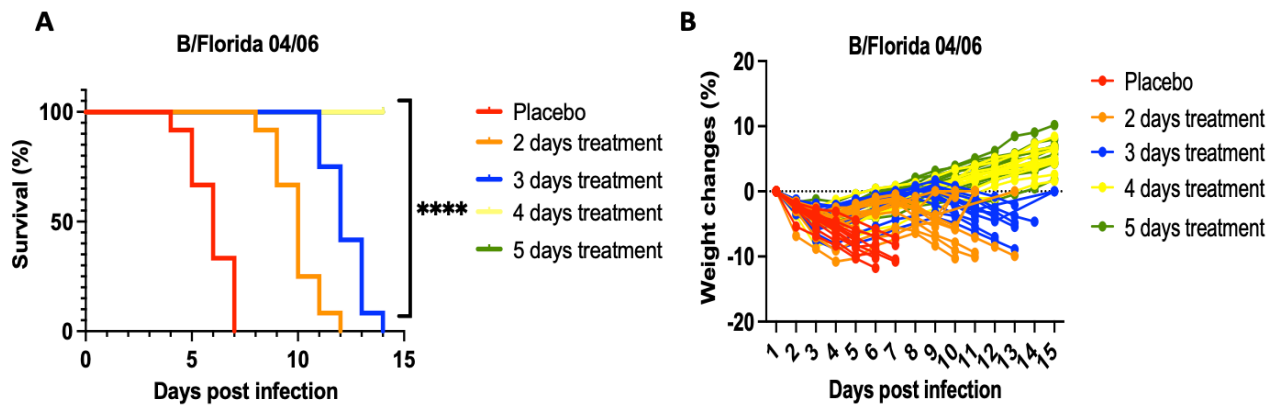 A
B/Florida 04/06
Survival (%)
100
50
0
0
5
10
15
Days post infection
Placebo
2 days treatment
3 days treatment
4 days treatment
5 days treatment
****
B
B/Florida 04/06
Weight changes (%)
20
10
0
-10
-20
1
2
3
4
5
6
7
8
9
10
11
12
13
14
15
Days post infection
Placebo
2 days treatment
3 days treatment
4 days treatment
5 days treatment